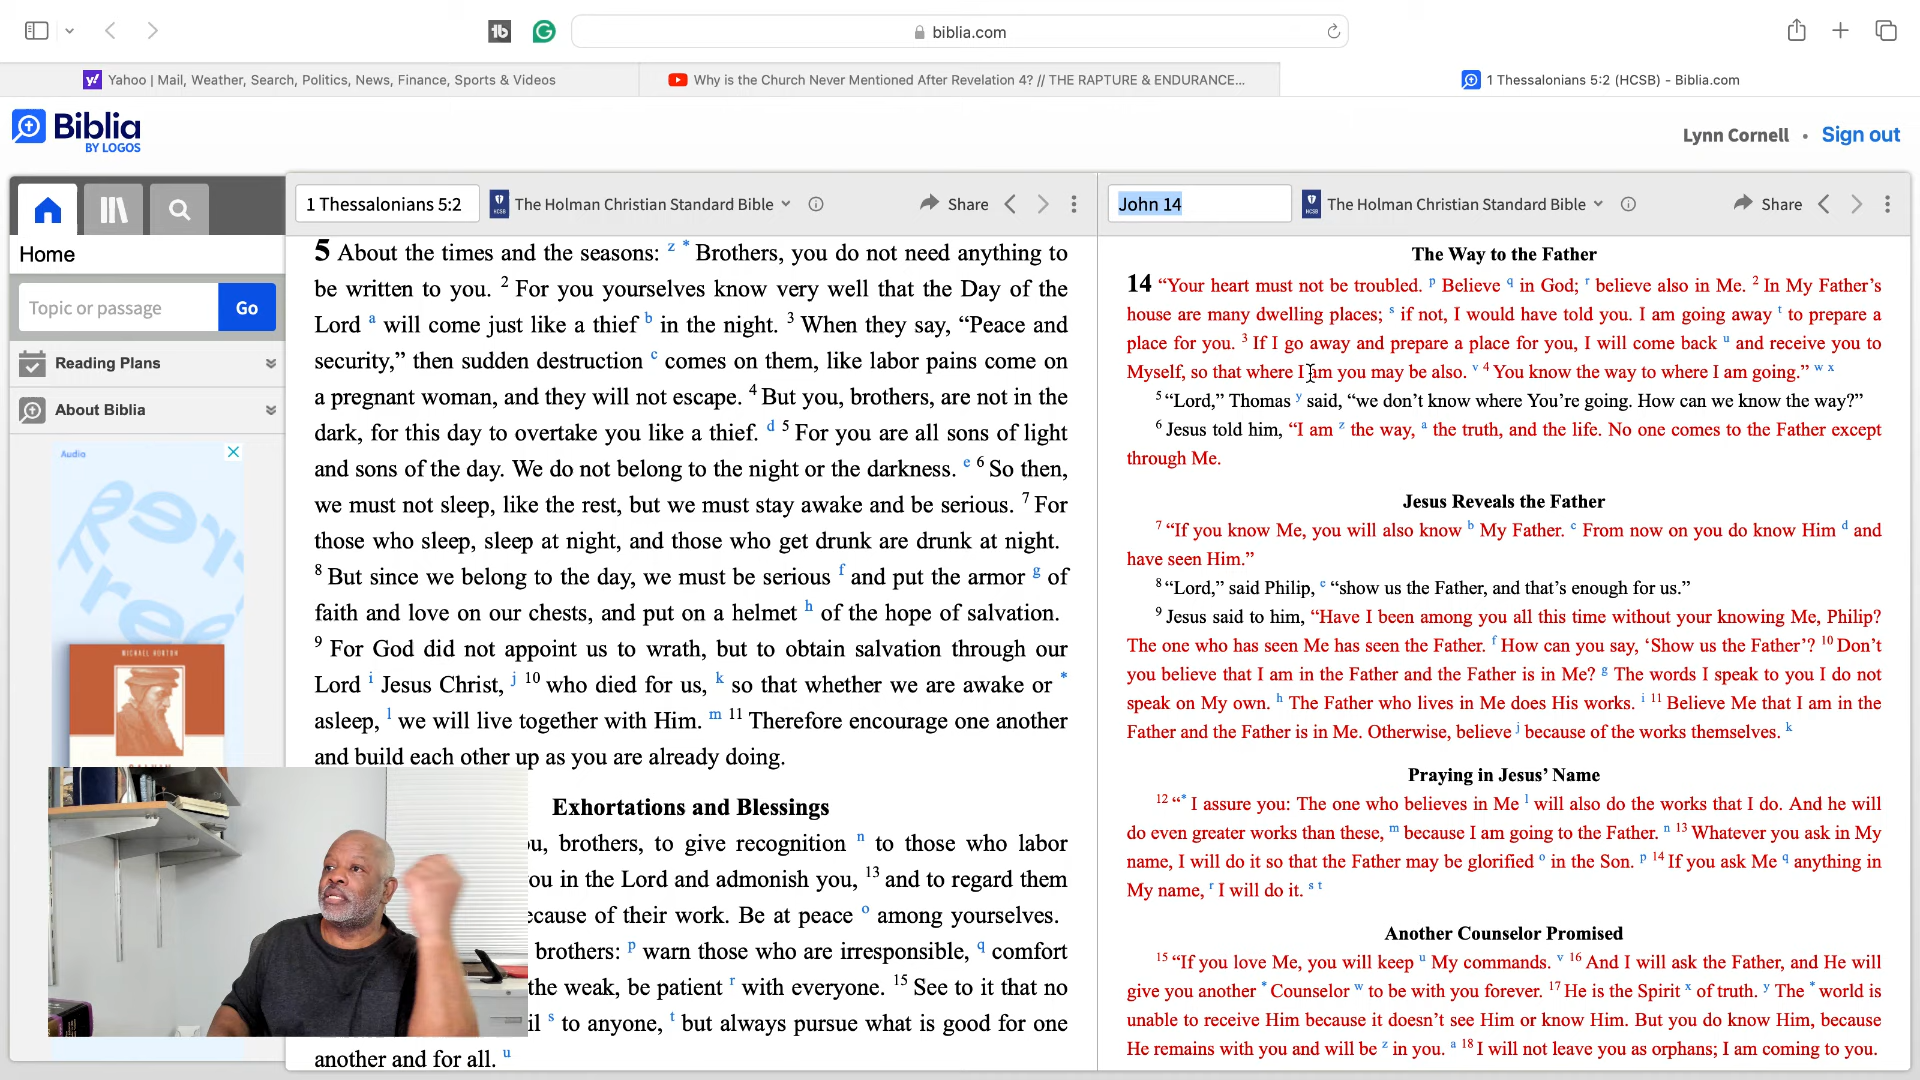 biblia.com
Yahoo | Mail, Weather, Search, Politics, News, Finance, Sports & Videos
Why is the Church Never Mentioned After Revelation 4? // THE RAPTURE & ENDURANCE...
1 Thessalonians 5:2 (HCSB) - Biblia.com
Biblia
BY LOGOS
Lynn Cornell • Sign out
Home
Topic or passage
Go
Reading Plans
About Biblia
Audio
MICHAEL HORTON
1 Thessalonians 5:2
The Holman Christian Standard Bible
Share
5 About the times and the seasons: z * Brothers, you do not need anything to
be written to you. 2 For you yourselves know very well that the Day of the
Lord a will come just like a thief b in the night. 3 When they say, “Peace and
security,” then sudden destruction c comes on them, like labor pains come on
a pregnant woman, and they will not escape. 4 But you, brothers, are not in the
dark, for this day to overtake you like a thief. d 5 For you are all sons of light
and sons of the day. We do not belong to the night or the darkness. e 6 So then,
we must not sleep, like the rest, but we must stay awake and be serious. 7 For
those who sleep, sleep at night, and those who get drunk are drunk at night.
8 But since we belong to the day, we must be serious f and put the armor g of
faith and love on our chests, and put on a helmet h of the hope of salvation.
9 For God did not appoint us to wrath, but to obtain salvation through our
Lord i Jesus Christ, j 10 who died for us, k so that whether we are awake or *
asleep, l we will live together with Him. m 11 Therefore encourage one another
and build each other up as you are already doing.
Exhortations and Blessings
u, brothers, to give recognition n to those who labor
ou in the Lord and admonish you, 13 and to regard them
ecause of their work. Be at peace o among yourselves.
brothers: p warn those who are irresponsible, q comfort
the weak, be patient r with everyone. 15 See to it that no
il s to anyone, t but always pursue what is good for one
another and for all. u
John 14
The Holman Christian Standard Bible
Share
The Way to the Father
14 “Your heart must not be troubled. p Believe q in God; r believe also in Me. 2 In My Father’s
house are many dwelling places; s if not, I would have told you. I am going away t to prepare a
place for you. 3 If I go away and prepare a place for you, I will come back u and receive you to
Myself, so that where I am you may be also. v 4 You know the way to where I am going.” w x
5 “Lord,” Thomas y said, “we don’t know where You’re going. How can we know the way?”
6 Jesus told him, “I am z the way, a the truth, and the life. No one comes to the Father except
through Me.
Jesus Reveals the Father
7 “If you know Me, you will also know b My Father. c From now on you do know Him d and
have seen Him.”
8 “Lord,” said Philip, e “show us the Father, and that’s enough for us.”
9 Jesus said to him, “Have I been among you all this time without your knowing Me, Philip?
The one who has seen Me has seen the Father. f How can you say, ‘Show us the Father’? 10 Don’t
you believe that I am in the Father and the Father is in Me? g The words I speak to you I do not
speak on My own. h The Father who lives in Me does His works. i 11 Believe Me that I am in the
Father and the Father is in Me. Otherwise, believe j because of the works themselves. k
Praying in Jesus’ Name
12 “* I assure you: The one who believes in Me l will also do the works that I do. And he will
do even greater works than these, m because I am going to the Father. n 13 Whatever you ask in My
name, I will do it so that the Father may be glorified o in the Son. p 14 If you ask Me q anything in
My name, r I will do it. s t
Another Counselor Promised
15 “If you love Me, you will keep u My commands. v 16 And I will ask the Father, and He will
give you another * Counselor w to be with you forever. 17 He is the Spirit x of truth. y The * world is
unable to receive Him because it doesn’t see Him or know Him. But you do know Him, because
He remains with you and will be z in you. a 18 I will not leave you as orphans; I am coming to you.